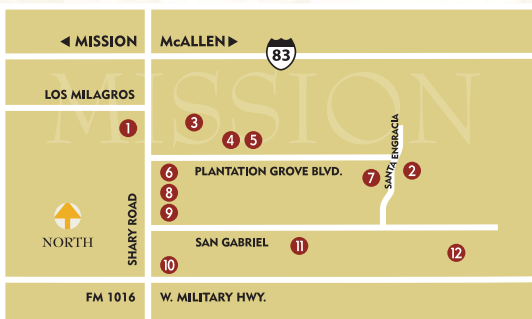 ◄ MISSION McALLEN ►
83
LOS MILAGROS
MISSION
1
3
4 5
SANTA ENGRACIA
6 PLANTATION GROVE BLVD. 7 2
8
9
NORTH
SHARY ROAD
SAN GABRIEL 11 12
10
FM 1016 W. MILITARY HWY.